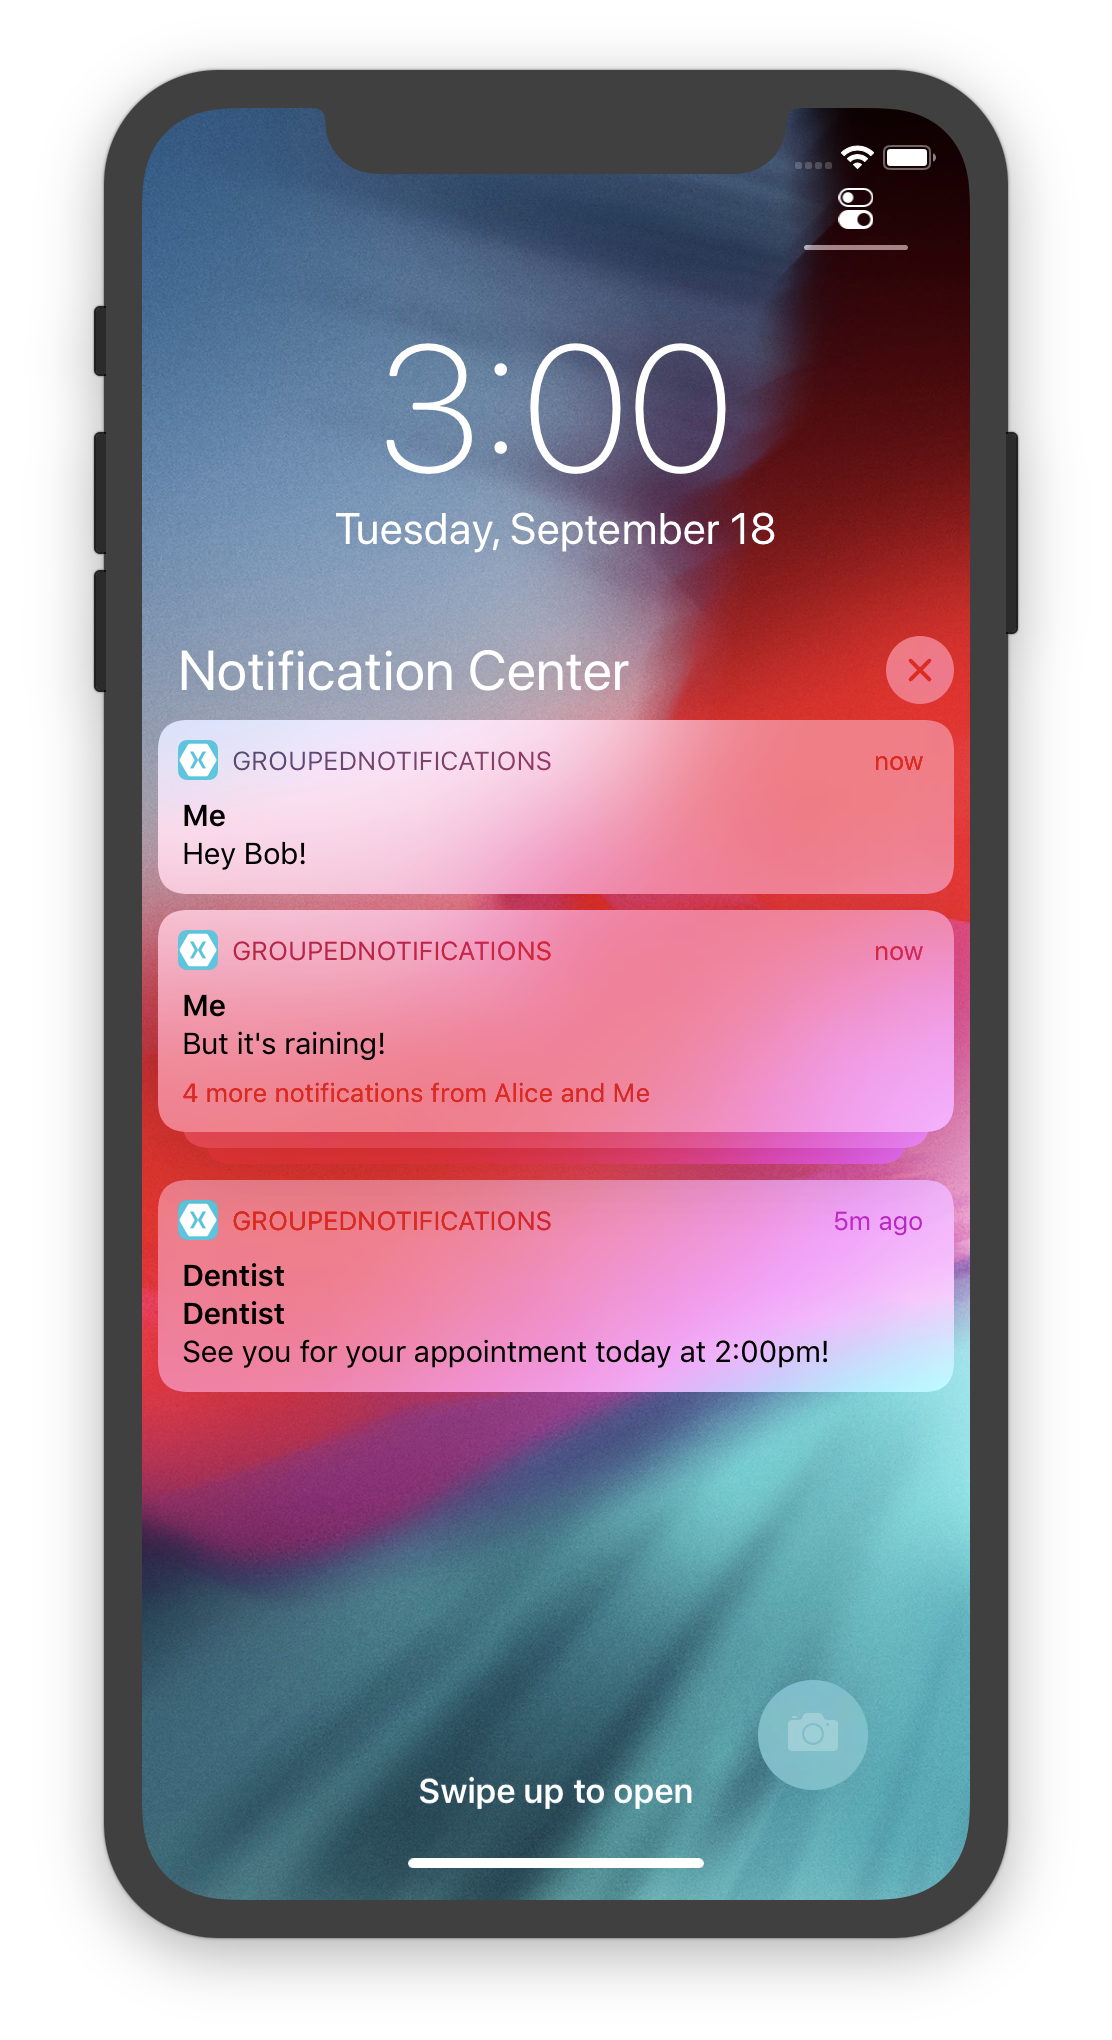 3:00
Tuesday, September 18
Notification Center
GROUPEDNOTIFICATIONS now
Me
Hey Bob!
GROUPEDNOTIFICATIONS now
Me
But it's raining!
4 more notifications from Alice and Me
GROUPEDNOTIFICATIONS 5m ago
Dentist
Dentist
See you for your appointment today at 2:00pm!
Swipe up to open